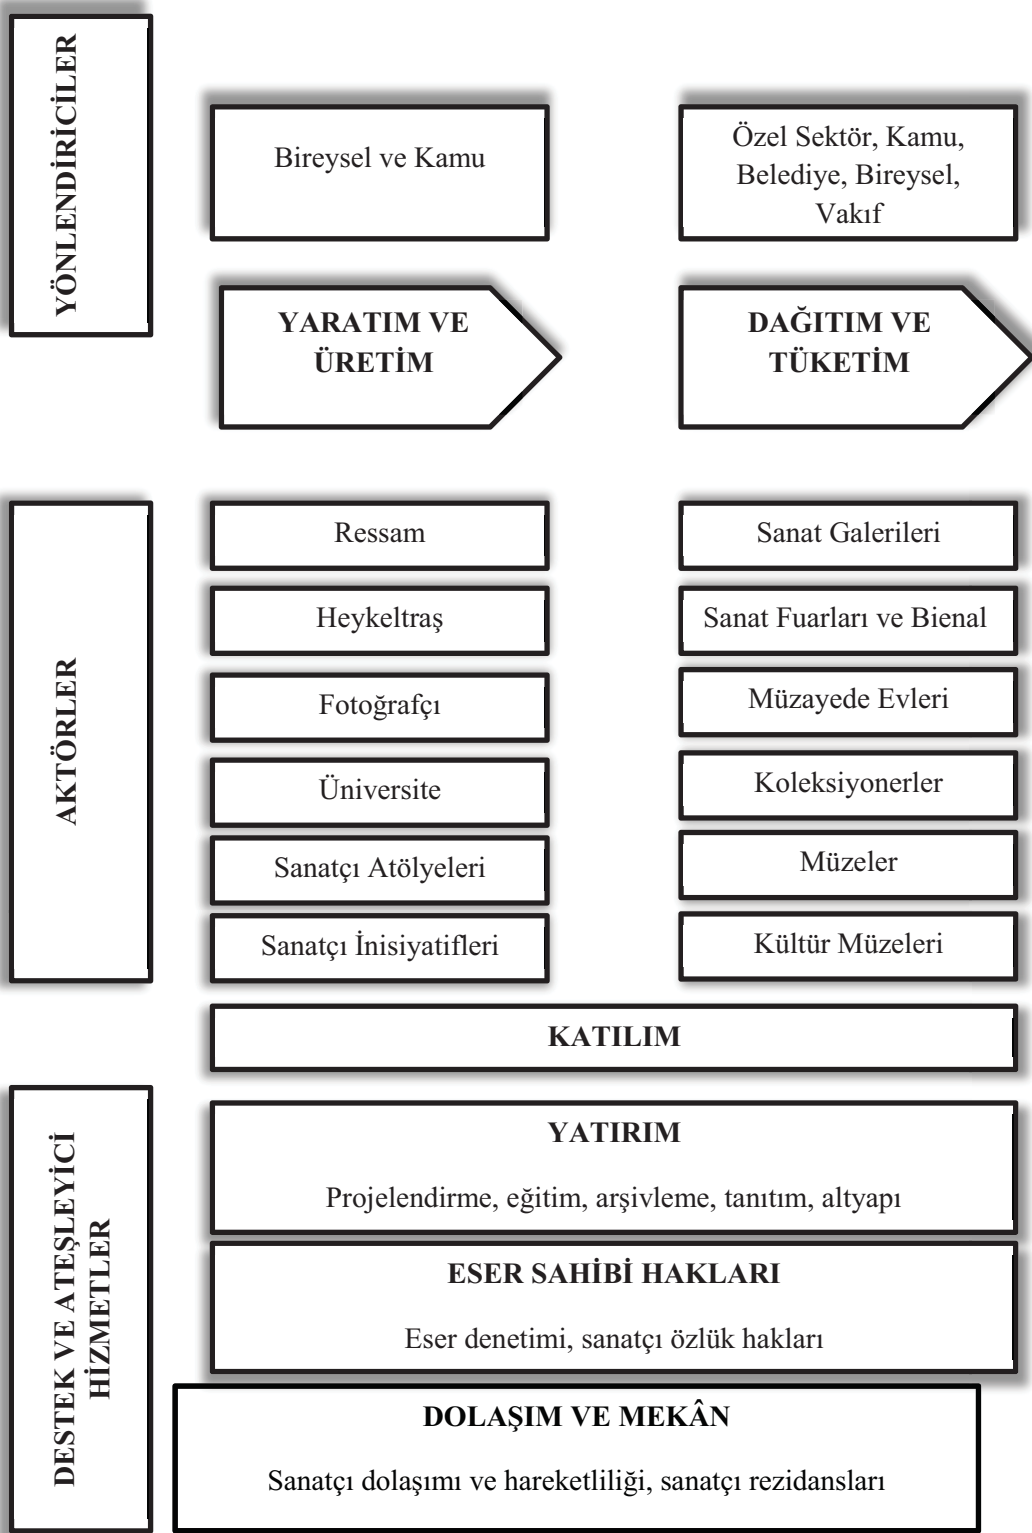 YÖNLENDİRİCİLER
Bireysel ve Kamu
Özel Sektör, Kamu,
Belediye, Bireysel,
Vakıf
YARATIM VE
ÜRETİM
DAĞITIM VE
TÜKETİM
AKTÖRLER
Ressam
Sanat Galerileri
Heykeltraş
Sanat Fuarları ve Bienal
Fotoğrafçı
Müzayede Evleri
Üniversite
Koleksiyonerler
Sanatçı Atölyeleri
Müzeler
Sanatçı İnisiyatifleri
Kültür Müzeleri
KATILIM
DESTEK VE ATEŞLEYİCİ
HİZMETLER
YATIRIM
Projelendirme, eğitim, arşivleme, tanıtım, altyapı
ESER SAHİBİ HAKLARI
Eser denetimi, sanatçı özlük hakları
DOLAŞIM VE MEKÂN
Sanatçı dolaşımı ve hareketliliği, sanatçı rezidansları